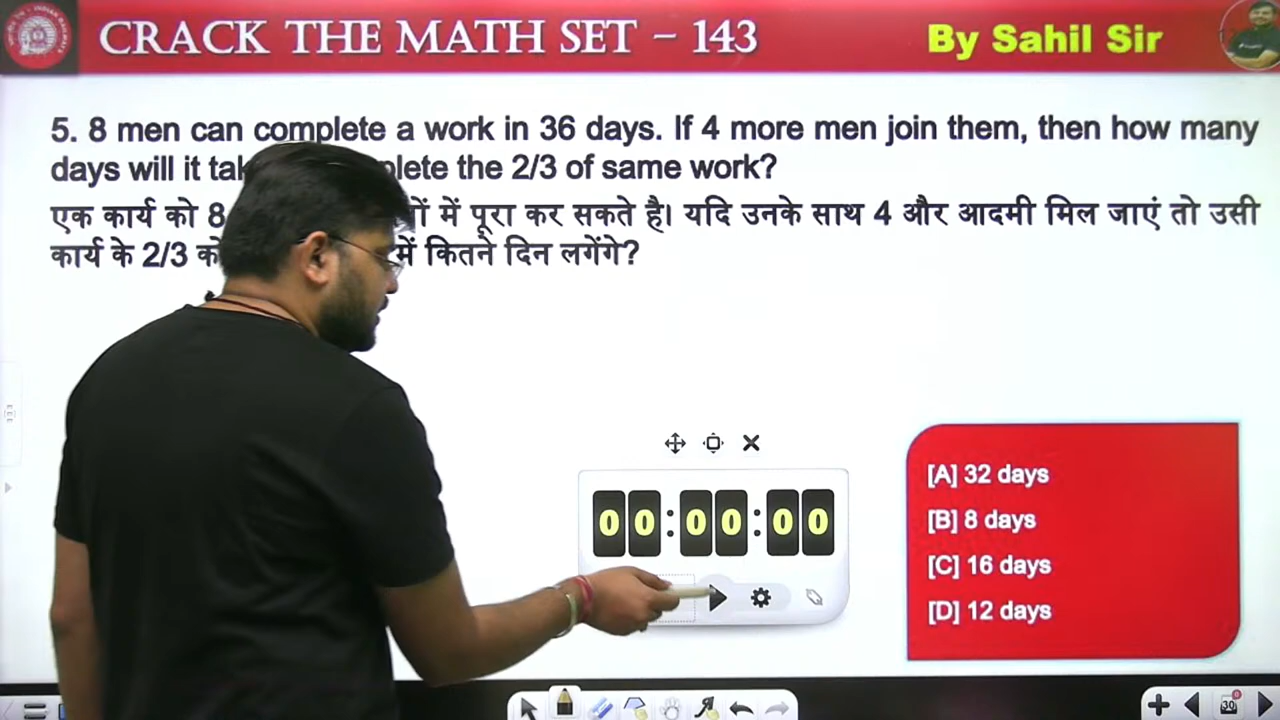 CRACK THE MATH SET – 143
By Sahil Sir
5. 8 men can complete a work in 36 days. If 4 more men join them, then how many
days will it plete the 2/3 of same work?
एक कार्य को 8 में पूरा कर सकते है। यदि उनके साथ 4 और आदमी मिल जाएं तो उसी
कार्य के 2/3 में कितने दिन लगेंगे?
00:00:00
[A] 32 days
[B] 8 days
[C] 16 days
[D] 12 days
30